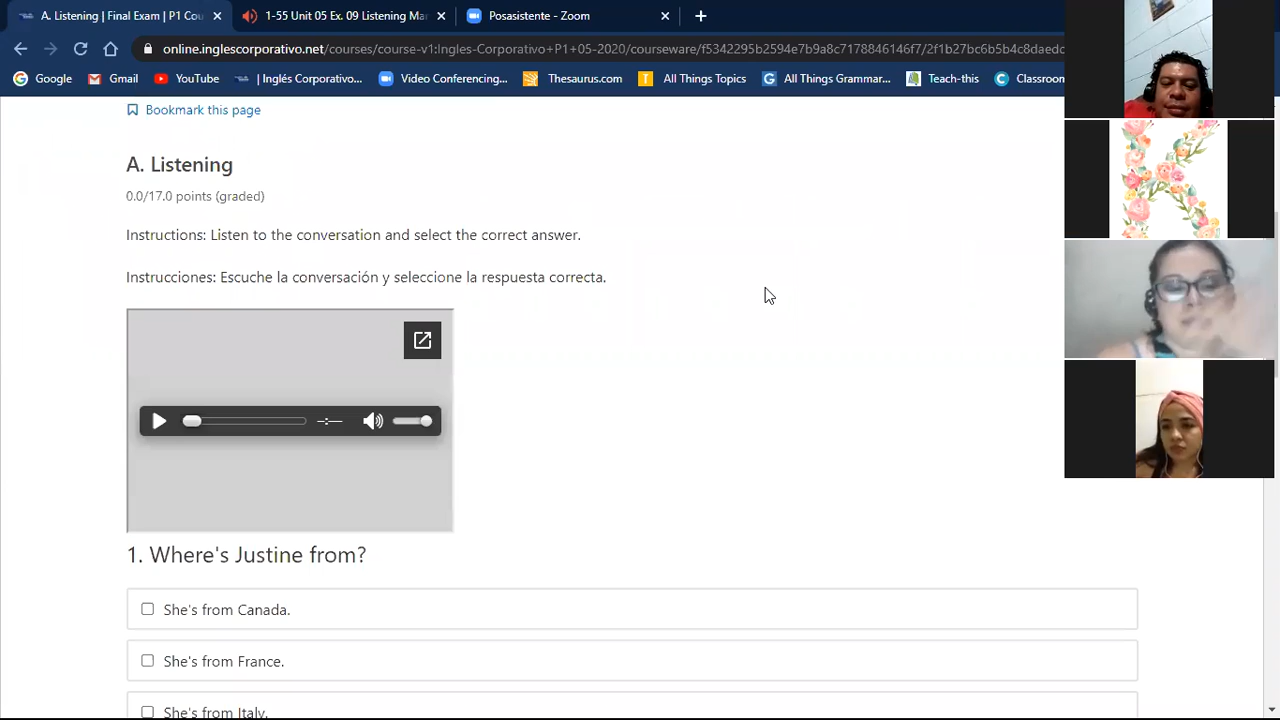 A. Listening | Final Exam | P1 Cou
1-55 Unit 05 Ex. 09 Listening Mar
Posasistente - Zoom
online.inglescorporativo.net/courses/course-v1:Ingles-Corporativo+P1+05-2020/courseware/f5342295b2594e7b9a8c7178846146f7/2f1b27bc6b5b4c8daedc
Google
Gmail
YouTube
| Inglés Corporativo...
Video Conferencing...
Thesaurus.com
All Things Topics
All Things Grammar...
Teach-this
Classroom
Bookmark this page
A. Listening
0.0/17.0 points (graded)
Instructions: Listen to the conversation and select the correct answer.
Instrucciones: Escuche la conversación y seleccione la respuesta correcta.
-:--
1. Where's Justine from?
She's from Canada.
She's from France.
She's from Italy.